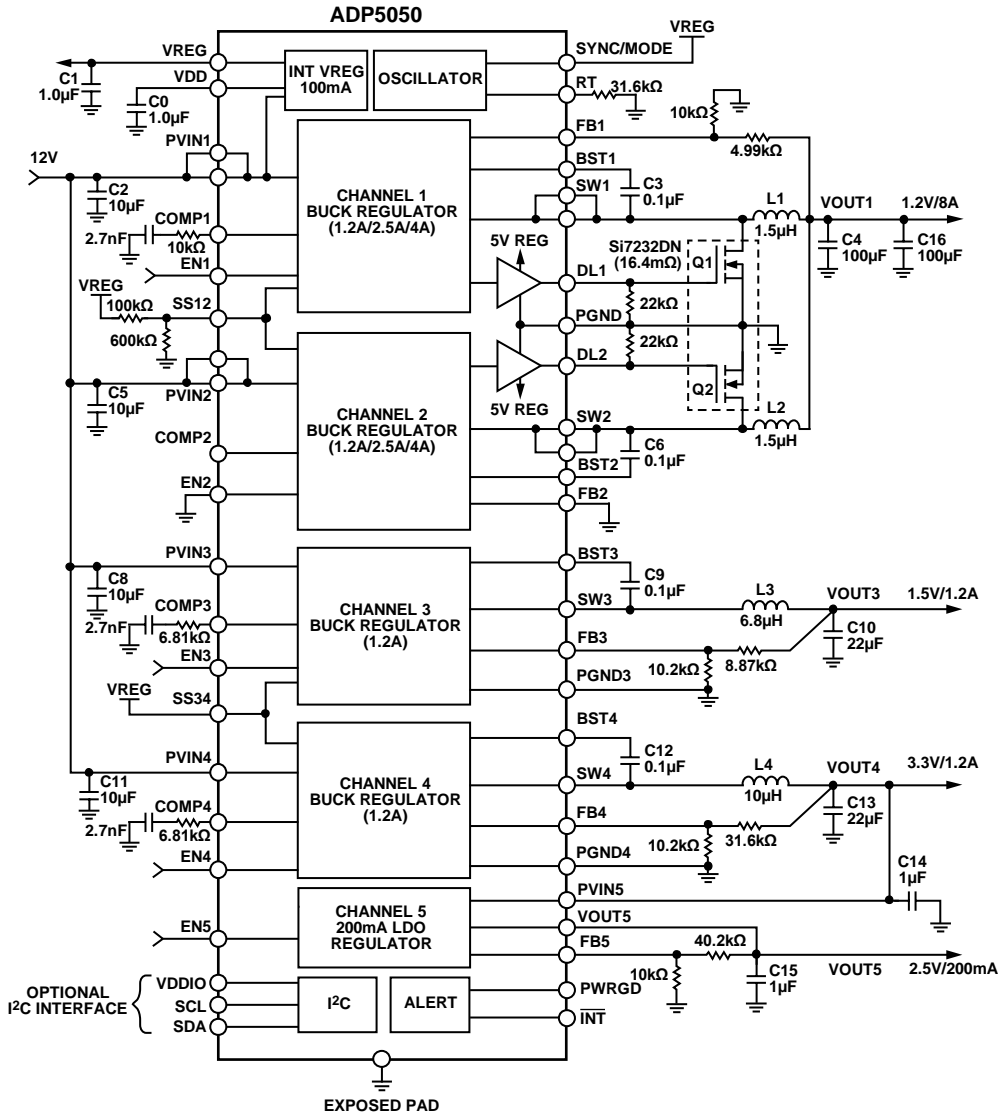 ADP5050
VREG
VREG
SYNC/MODE
C1
1.0µF
VDD
C0
1.0µF
INT VREG
100mA
OSCILLATOR
RT
31.6kΩ
10kΩ
FB1
4.99kΩ
12V
PVIN1
C2
10µF
COMP1
2.7nF
10kΩ
EN1
CHANNEL 1
BUCK REGULATOR
(1.2A/2.5A/4A)
BST1
C3
0.1µF
SW1
L1
1.5µH
VOUT1
1.2V/8A
C4
100µF
C16
100µF
5V REG
Si7232DN
(16.4mΩ)
Q1
DL1
22kΩ
PGND
22kΩ
DL2
Q2
5V REG
VREG
100kΩ
SS12
600kΩ
C5
10µF
PVIN2
COMP2
EN2
CHANNEL 2
BUCK REGULATOR
(1.2A/2.5A/4A)
SW2
L2
1.5µH
C6
0.1µF
BST2
FB2
PVIN3
C8
10µF
COMP3
2.7nF
6.81kΩ
EN3
CHANNEL 3
BUCK REGULATOR
(1.2A)
BST3
C9
0.1µF
SW3
L3
6.8µH
VOUT3
1.5V/1.2A
C10
22µF
FB3
8.87kΩ
10.2kΩ
PGND3
VREG
SS34
PVIN4
C11
10µF
COMP4
2.7nF
6.81kΩ
EN4
CHANNEL 4
BUCK REGULATOR
(1.2A)
BST4
C12
0.1µF
SW4
L4
10µH
VOUT4
3.3V/1.2A
C13
22µF
FB4
31.6kΩ
10.2kΩ
PGND4
C14
1µF
PVIN5
EN5
CHANNEL 5
200mA LDO
REGULATOR
VOUT5
FB5
40.2kΩ
10kΩ
C15
1µF
VOUT5
2.5V/200mA
OPTIONAL
I2C INTERFACE
VDDIO
SCL
SDA
I2C
ALERT
PWRGD
INT
EXPOSED PAD